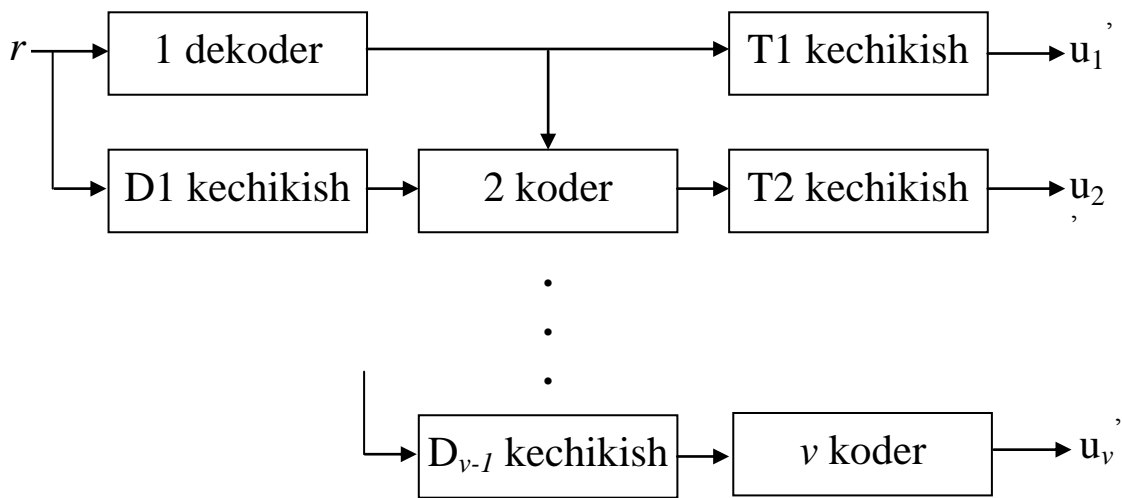 r 1 dekoder T1 kechikish u₁’
D1 kechikish 2 koder T2 kechikish u₂’
Dᵥ₋₁ kechikish v koder uᵥ’